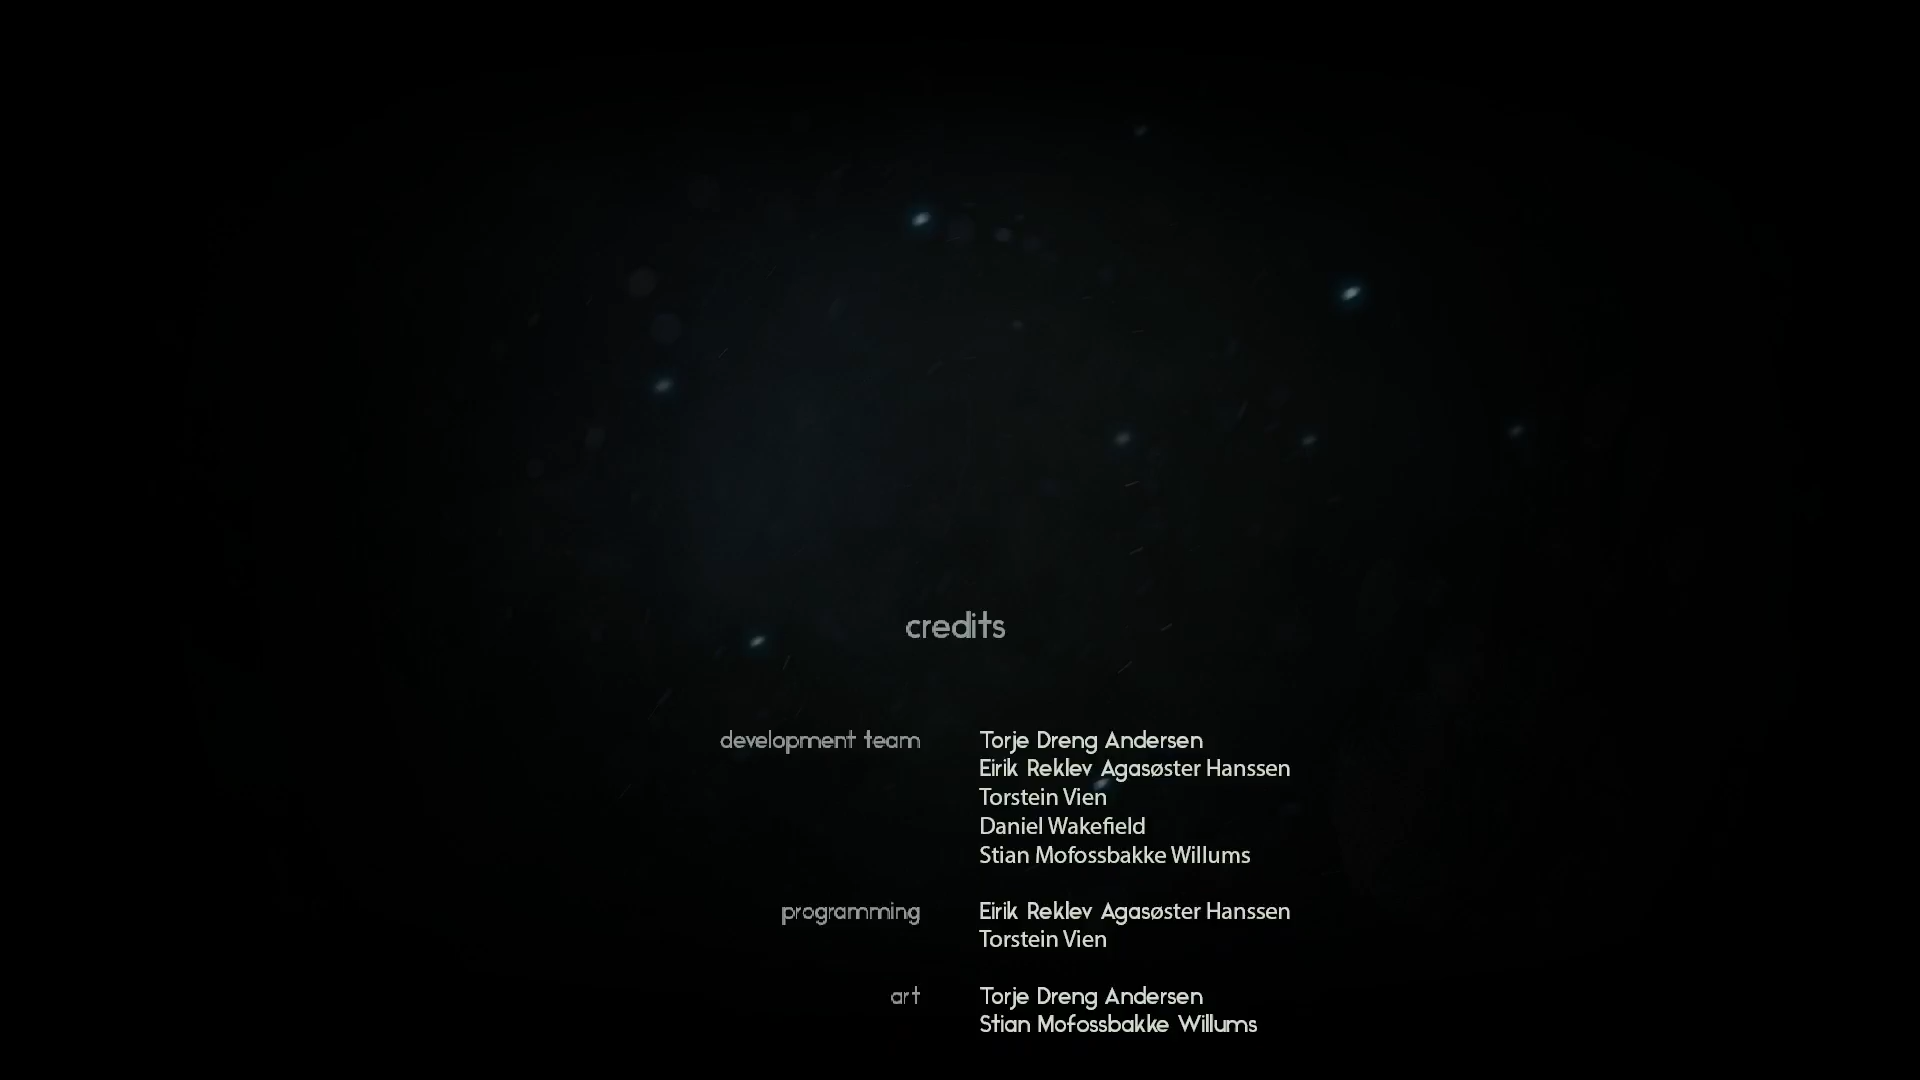 credits
development team Torje Dreng Andersen
Eirik Reklev Agasøster Hanssen
Torstein Vien
Daniel Wakefield
Stian Mofossbakke Willums
programming Eirik Reklev Agasøster Hanssen
Torstein Vien
art Torje Dreng Andersen
Stian Mofossbakke Willums